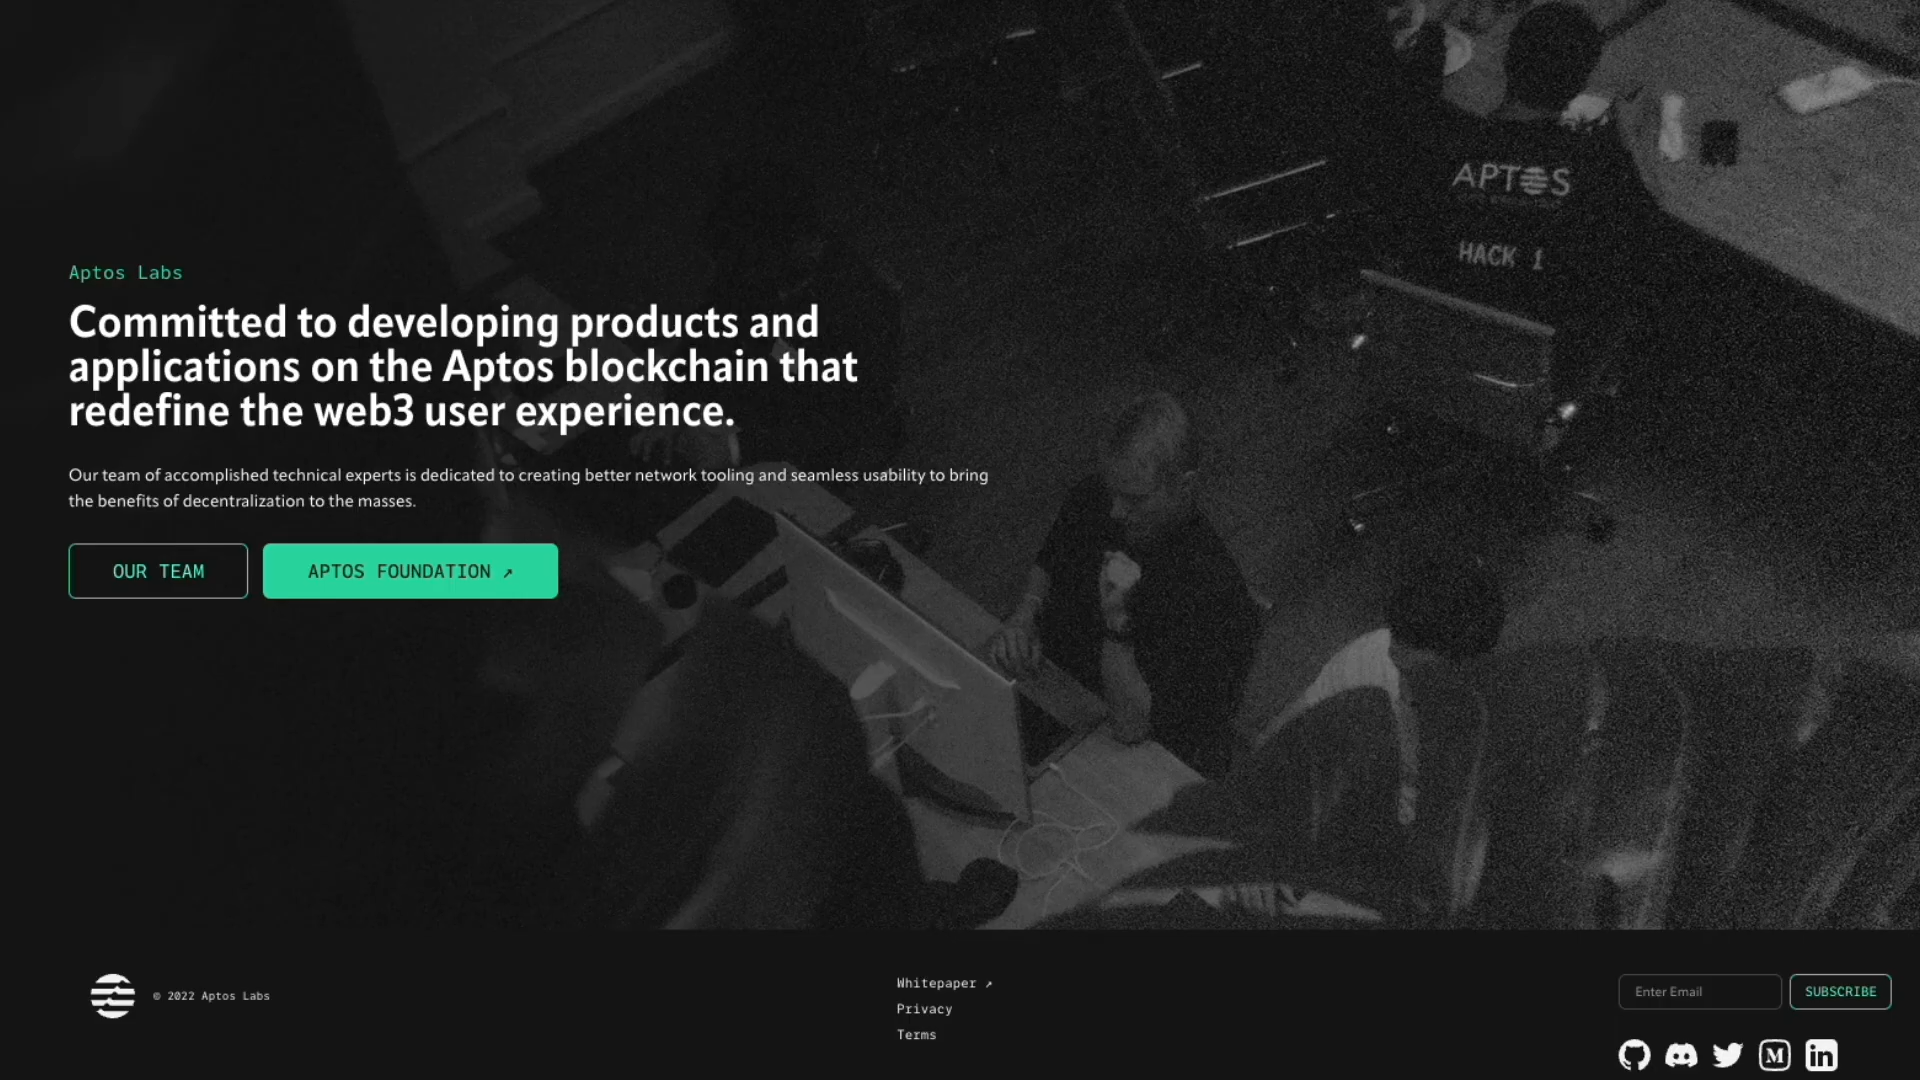 APTOS
HACK 1
Aptos Labs
Committed to developing products and
applications on the Aptos blockchain that
redefine the web3 user experience.
Our team of accomplished technical experts is dedicated to creating better network tooling and seamless usability to bring
the benefits of decentralization to the masses.
OUR TEAM
APTOS FOUNDATION ↗
© 2022 Aptos Labs
Whitepaper ↗
Privacy
Terms
Enter Email
SUBSCRIBE